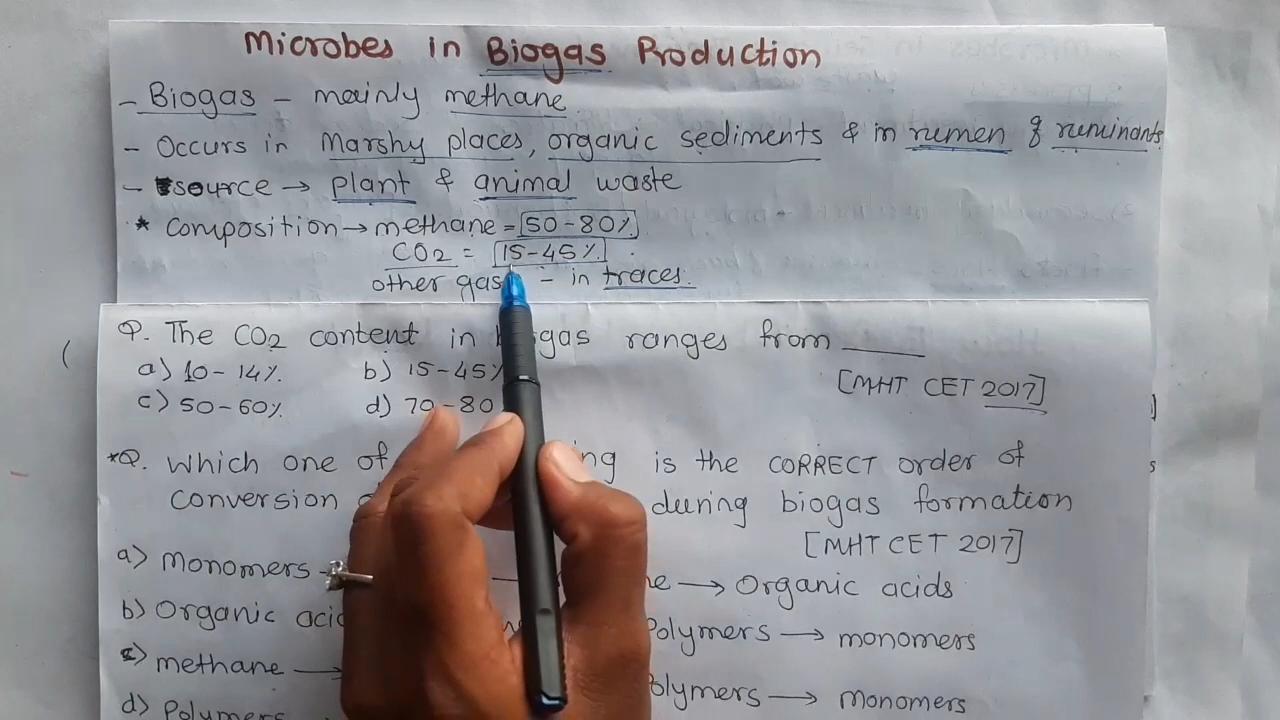 Microbes in Biogas Production
- Biogas - mainly methane
- Occurs in Marshy places, organic sediments & in rumen of ruminants
- source → plant & animal waste
* Composition → methane = 50-80%
CO2 = 15-45%
other gas - in traces.
Q. The CO2 content in gas ranges from
a) 10-14%. b) 15-45%
[MHT CET 2017]
c) 50-60%. d) 70-80
*Q. Which one of ing is the CORRECT order of
conversion during biogas formation
[MHT CET 2017]
a) Monomers → → Organic acids
b) Organic Polymers → monomers
c) methane → Polymers → monomers
d) Polymers